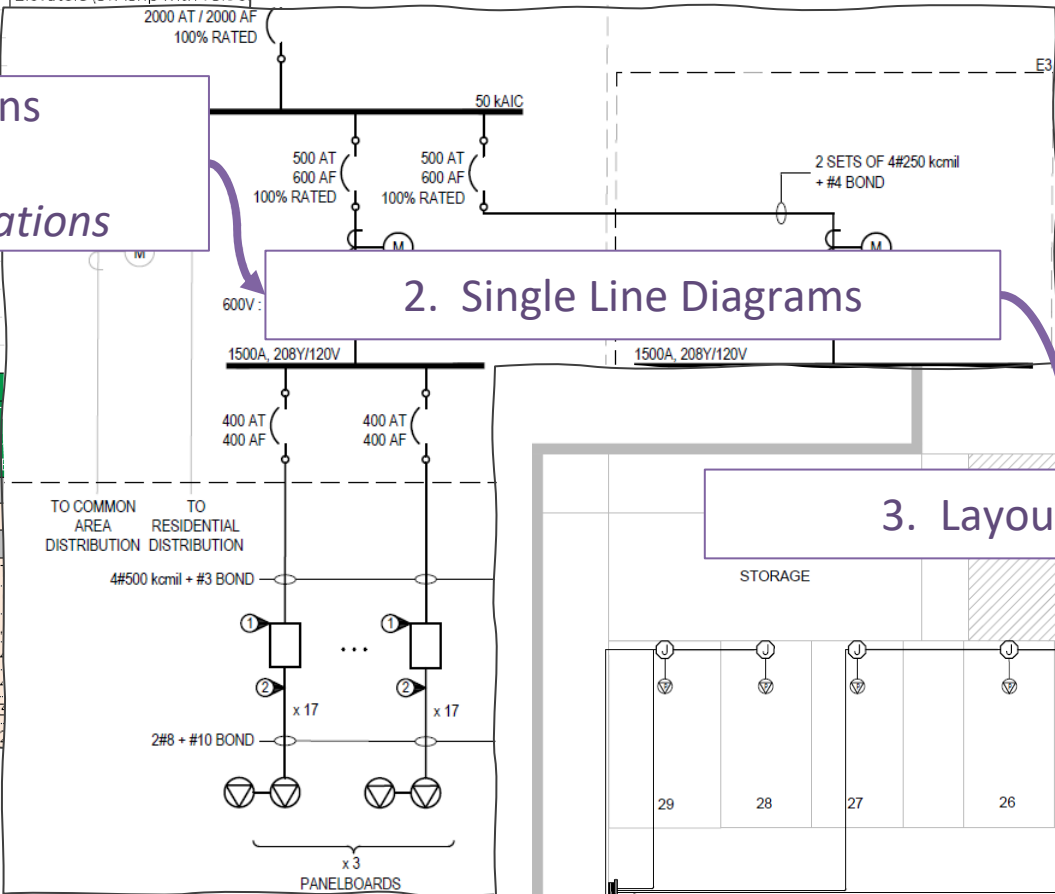 2000 AT / 2000 AF
100% RATED
E3
50 kAIC
ns
ations
500 AT
600 AF
100% RATED
500 AT
600 AF
100% RATED
2 SETS OF 4#250 kcmil
+ #4 BOND
M
M
M
600V :
2. Single Line Diagrams
1500A, 208Y/120V
1500A, 208Y/120V
400 AT
400 AF
400 AT
400 AF
TO COMMON
AREA
DISTRIBUTION
TO
RESIDENTIAL
DISTRIBUTION
3. Layou
STORAGE
4#500 kcmil + #3 BOND
1
1
...
2
2
x 17
x 17
2#8 + #10 BOND
J
J
J
J
29
28
27
26
x 3
PANELBOARDS